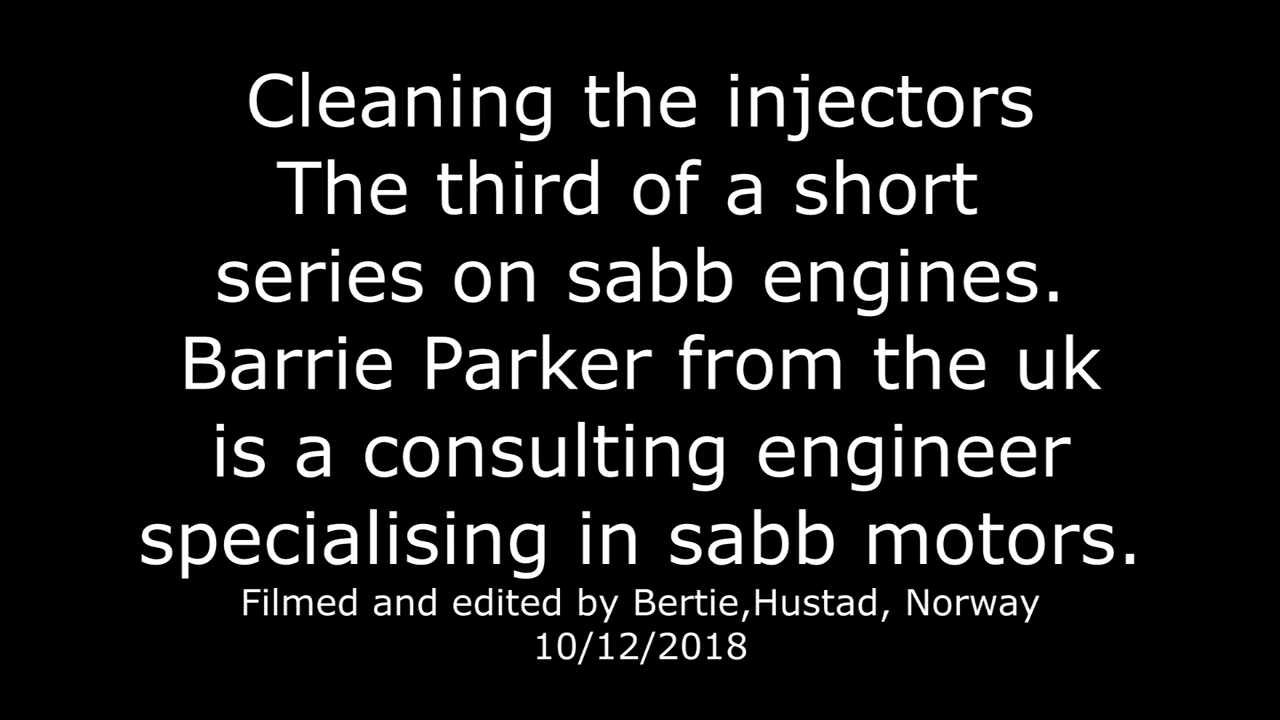 Cleaning the injectors
The third of a short
series on sabb engines.
Barrie Parker from the uk
is a consulting engineer
specialising in sabb motors.
Filmed and edited by Bertie,Hustad, Norway
10/12/2018